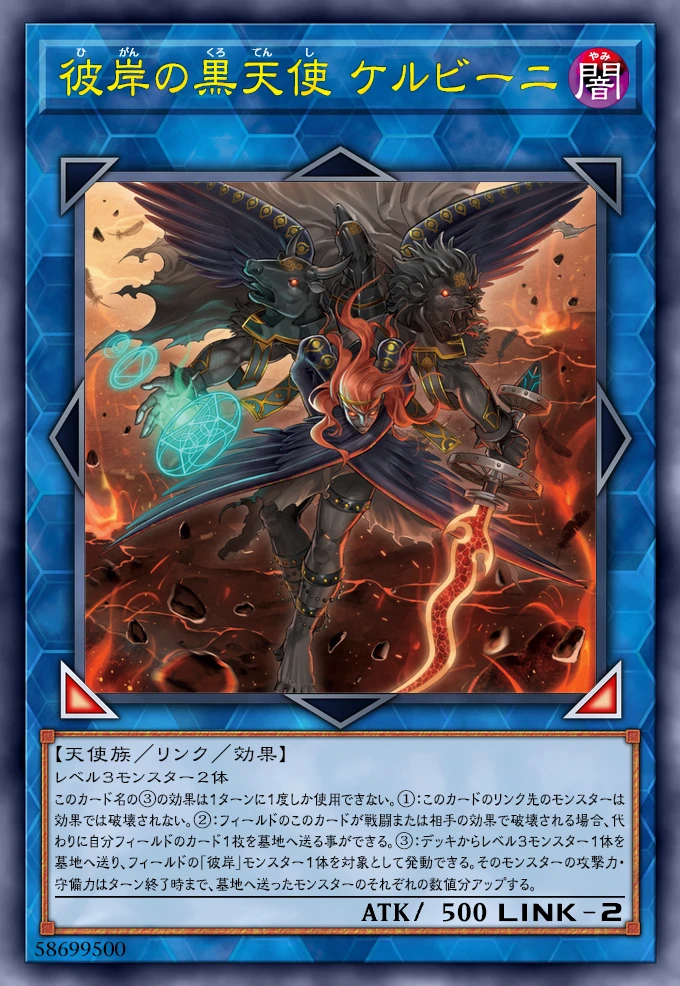 ひ がん くろ てん し
彼岸の黒天使 ケルビーニ
やみ
闇
【天使族／リンク／効果】
レベル３モンスター２体
このカード名の③の効果は１ターンに１度しか使用できない。①：このカードのリンク先のモンスターは
効果では破壊されない。②：フィールドのこのカードが戦闘または相手の効果で破壊される場合、代
わりに自分フィールドのカード１枚を墓地へ送る事ができる。③：デッキからレベル３モンスター１体を
墓地へ送り、フィールドの「彼岸」モンスター１体を対象として発動できる。そのモンスターの攻撃力・
守備力はターン終了時まで、墓地へ送ったモンスターのそれぞれの数値分アップする。
ATK/ 500 LINK-2
58699500